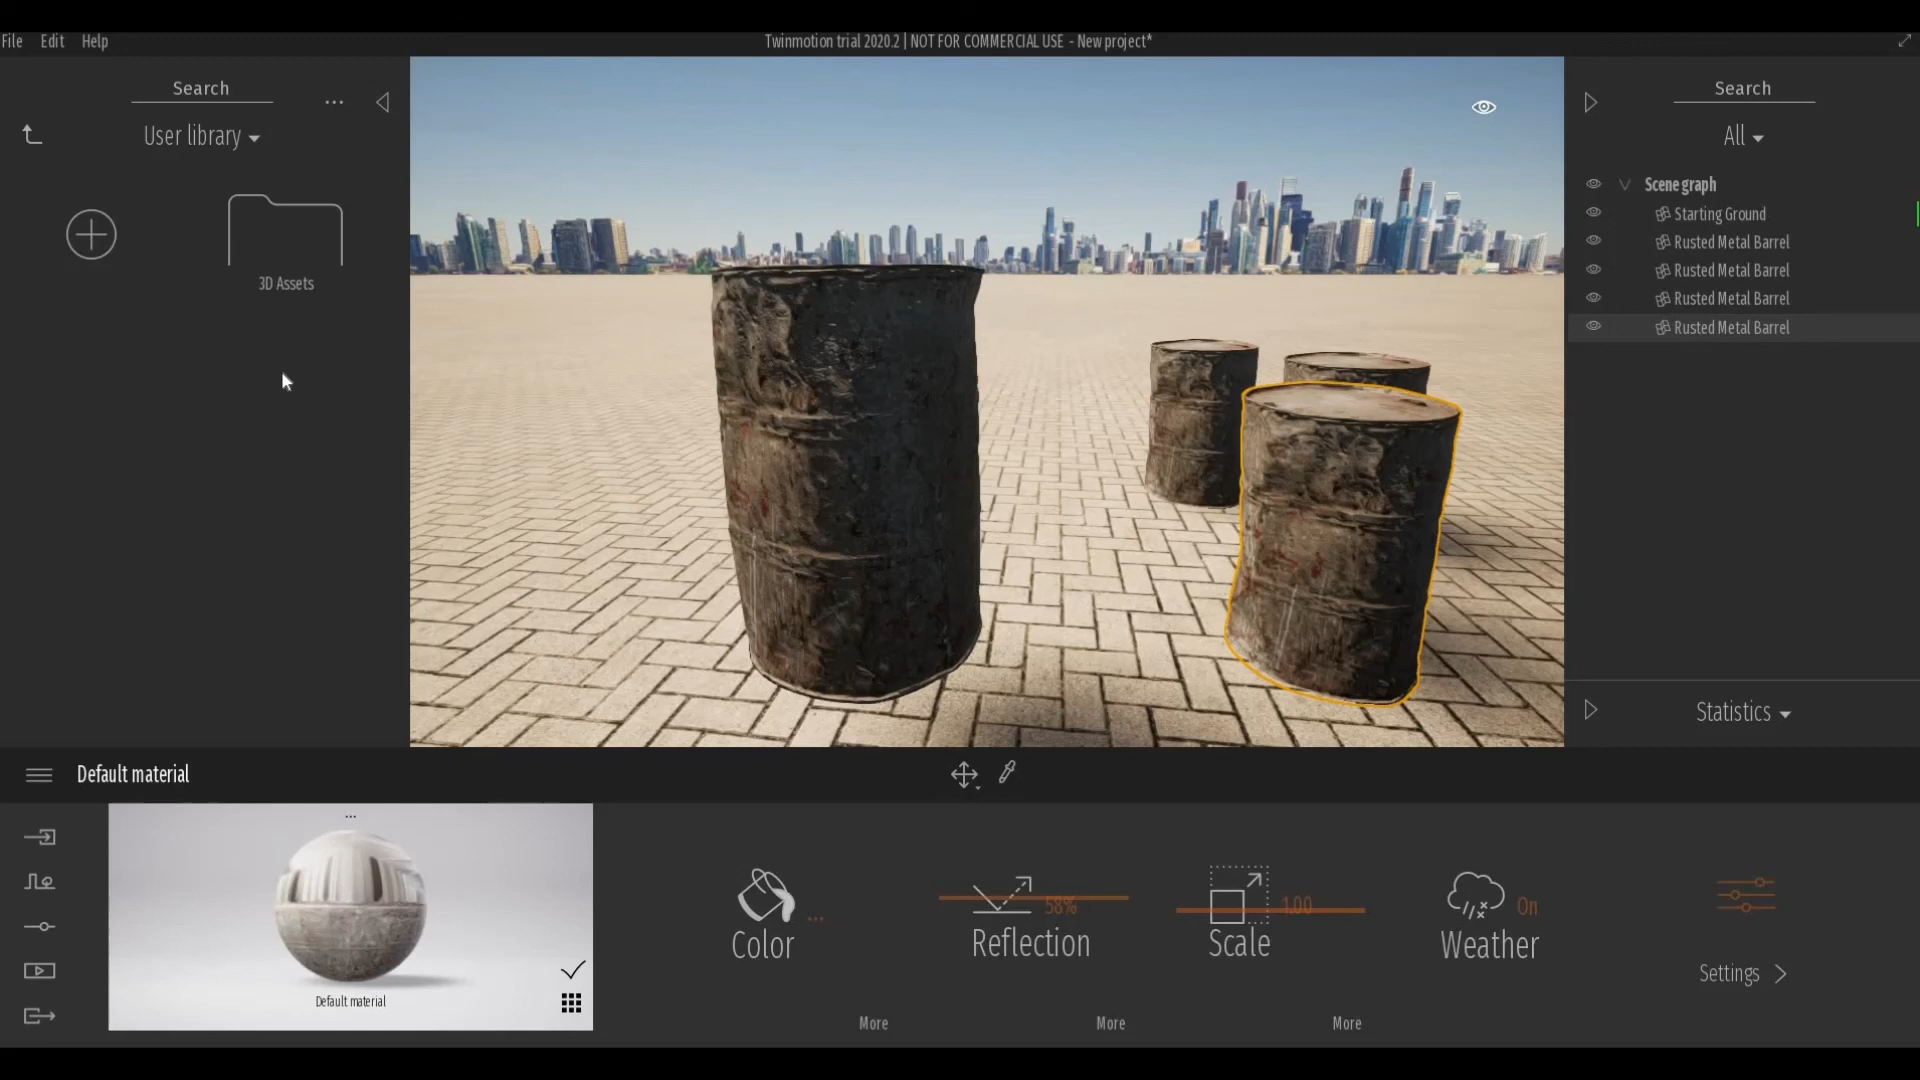 File Edit Help
Twinmotion trial 2020.2 | NOT FOR COMMERCIAL USE - New project*
Search
...
User library
3D Assets
Search
All
Scene graph
Starting Ground
Rusted Metal Barrel
Rusted Metal Barrel
Rusted Metal Barrel
Rusted Metal Barrel
Statistics
Default material
...
Default material
...
Color
More
58%
Reflection
More
1.00
Scale
More
On
Weather
Settings